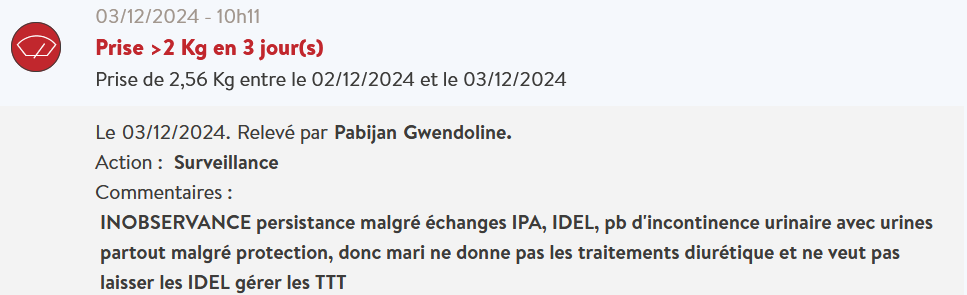 03/12/2024 - 10h11
Prise >2 Kg en 3 jour(s)
Prise de 2,56 Kg entre le 02/12/2024 et le 03/12/2024
Le 03/12/2024. Relevé par Pabijan Gwendoline.
Action : Surveillance
Commentaires :
INOBSERVANCE persistance malgré échanges IPA, IDEL, pb d'incontinence urinaire avec urines
partout malgré protection, donc mari ne donne pas les traitements diurétique et ne veut pas
laisser les IDEL gérer les TTT